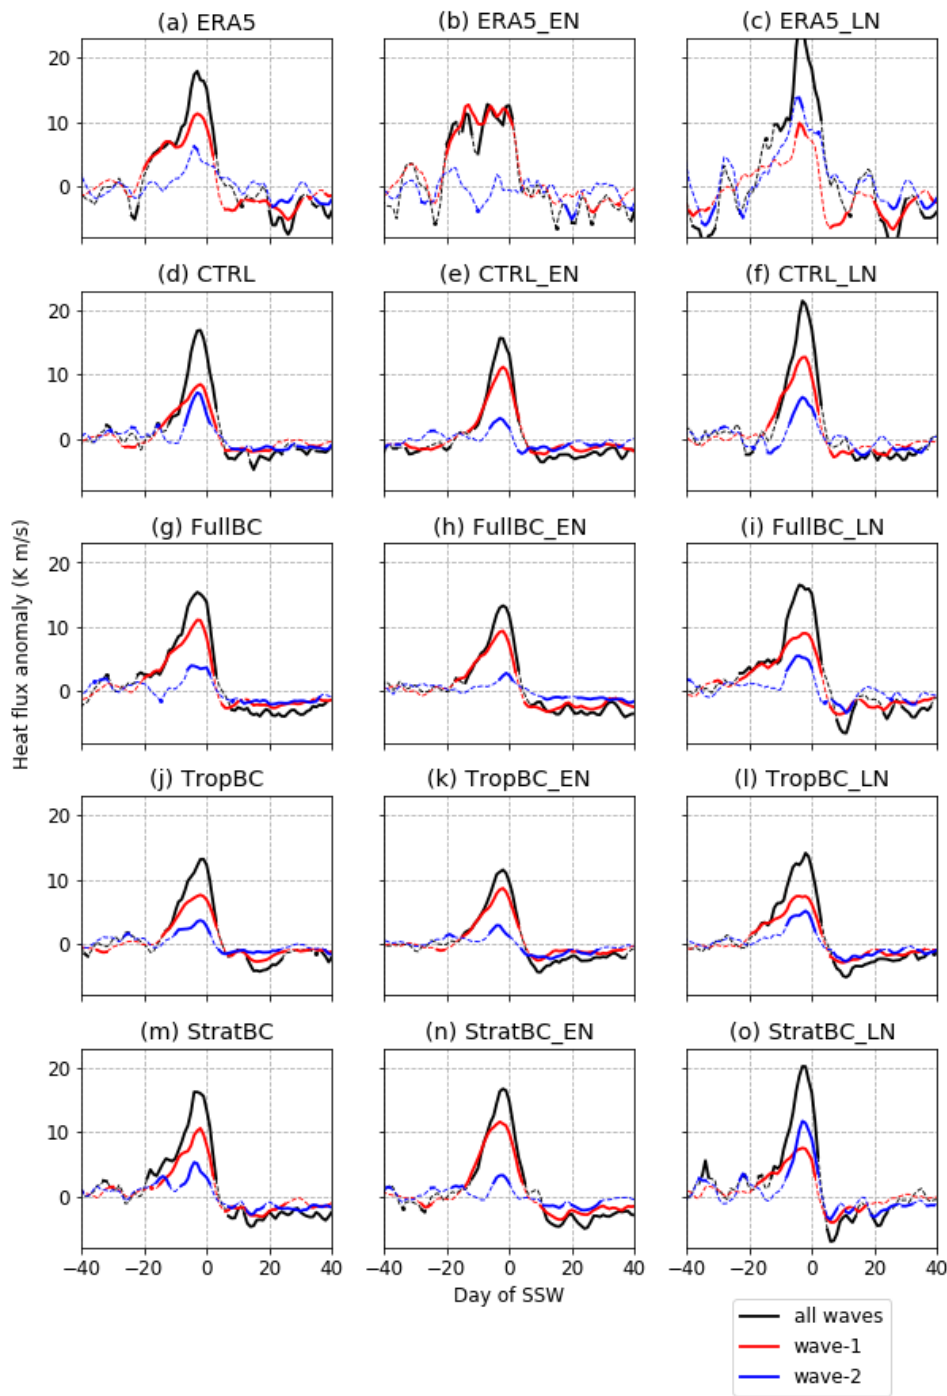 (a) ERA5
(b) ERA5_EN
(c) ERA5_LN
20
10
0
(d) CTRL
(e) CTRL_EN
(f) CTRL_LN
20
10
0
(g) FullBC
(h) FullBC_EN
(i) FullBC_LN
20
10
0
Heat flux anomaly (K m/s)
(j) TropBC
(k) TropBC_EN
(l) TropBC_LN
20
10
0
(m) StratBC
(n) StratBC_EN
(o) StratBC_LN
20
10
0
−40 −20 0 20 40
−40 −20 0 20 40
−40 −20 0 20 40
Day of SSW
all waves
wave-1
wave-2